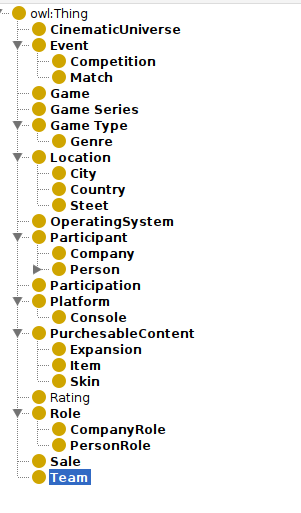 owl:Thing
CinematicUniverse
Event
Competition
Match
Game
Game Series
Game Type
Genre
Location
City
Country
Steet
OperatingSystem
Participant
Company
Person
Participation
Platform
Console
PurchesableContent
Expansion
Item
Skin
Rating
Role
CompanyRole
PersonRole
Sale
Team